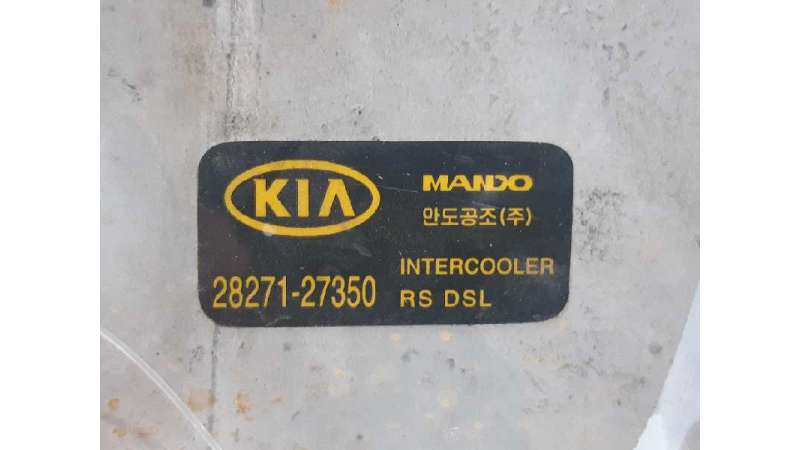 KIA
MANDO
만도공조(주)
28271-27350
INTERCOOLER
RS DSL